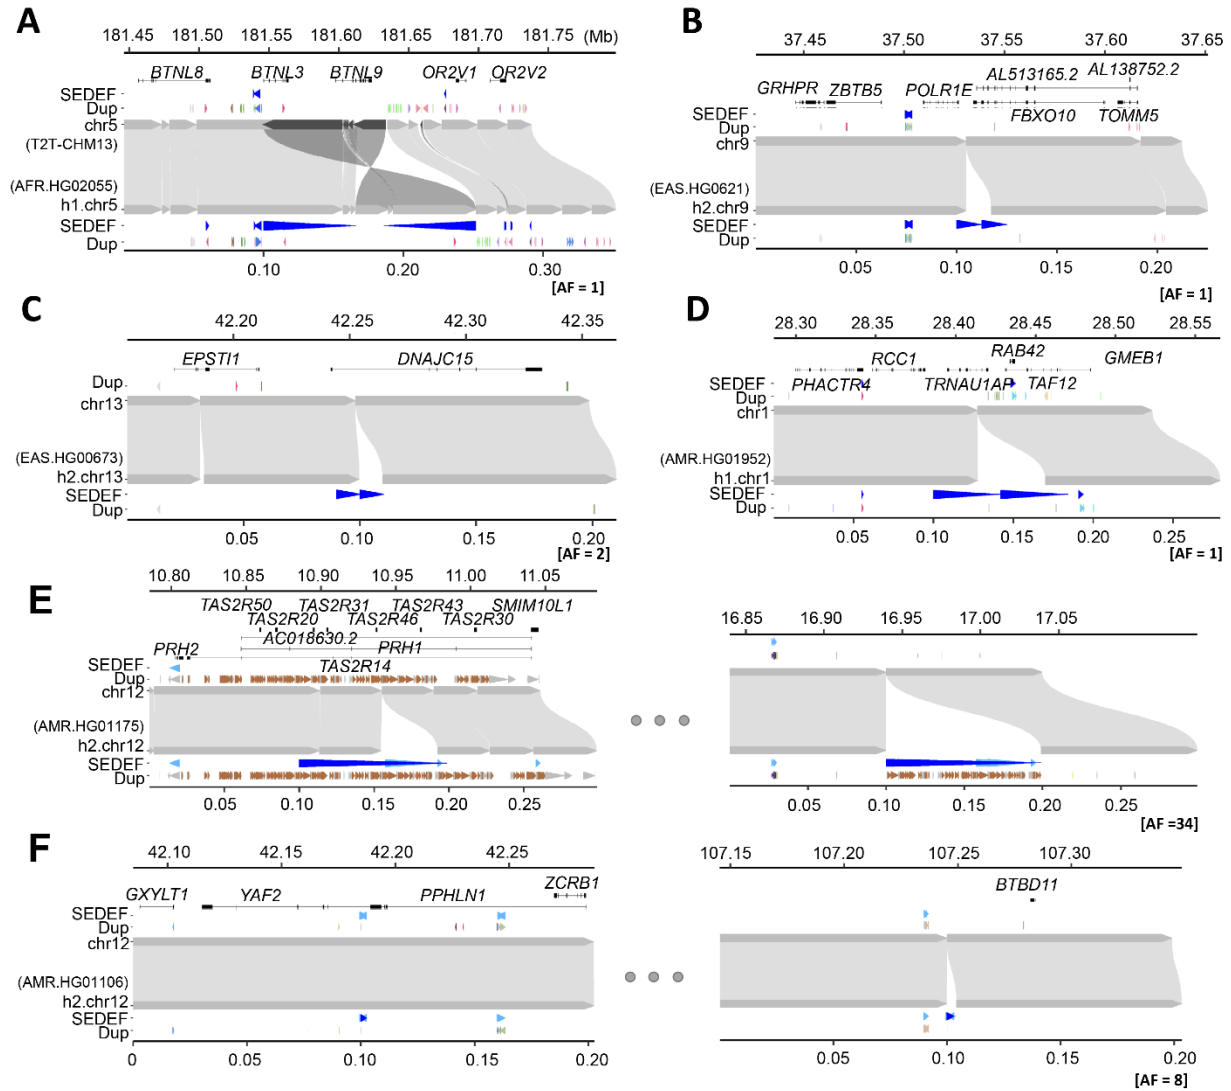 A
181.45 181.50 181.55 181.60 181.65 181.70 181.75 (Mb)
BTNL8 BTNL3 BTNL9 OR2V1 OR2V2
SEDEF
Dup
chr5
(T2T-CHM13)
(AFR.HG02055)
h1.chr5
SEDEF
Dup
0.10 0.20 0.30
[AF = 1]
B
37.45 37.50 37.55 37.60 37.65
AL138752.2
AL513165.2
GRHPR ZBTB5 POLR1E
FBXO10 TOMM5
SEDEF
Dup
chr9
(EAS.HG0621)
h2.chr9
SEDEF
Dup
0.05 0.10 0.15 0.20
[AF = 1]
C
42.20 42.25 42.30 42.35
EPSTI1 DNAJC15
Dup
chr13
(EAS.HG00673)
h2.chr13
SEDEF
Dup
0.10 0.15 0.20
[AF = 2]
D
28.30 28.35 28.40 28.45 28.50 28.55
RAB42
RCC1 GMEB1
SEDEF
PHACTR4 TRNAU1AP TAF12
Dup
chr1
(AMR.HG01952)
h1.chr1
SEDEF
Dup
0.05 0.10 0.15 0.20 0.25
[AF = 1]
E
10.80 10.85 10.90 10.95 11.00 11.05
TAS2R50 TAS2R31 TAS2R43 SMIM10L1
TAS2R20 TAS2R46 TAS2R30
AC018630.2
PRH2 PRH1
TAS2R14
SEDEF
Dup
chr12
(AMR.HG01175)
h2.chr12
SEDEF
Dup
0.05 0.10 0.15 0.20 0.25
16.85 16.90 16.95 17.00 17.05
0.05 0.10 0.15 0.20 0.25
[AF =34]
F
42.10 42.15 42.20 42.25
GXYLT1 YAF2 PPHLN1 ZCRB1
SEDEF
Dup
chr12
(AMR.HG01106)
h2.chr12
SEDEF
Dup
0 0.05 0.10 0.15 0.20
107.15 107.20 107.25 107.30
BTBD11
0.05 0.10 0.15 0.20
[AF = 8]